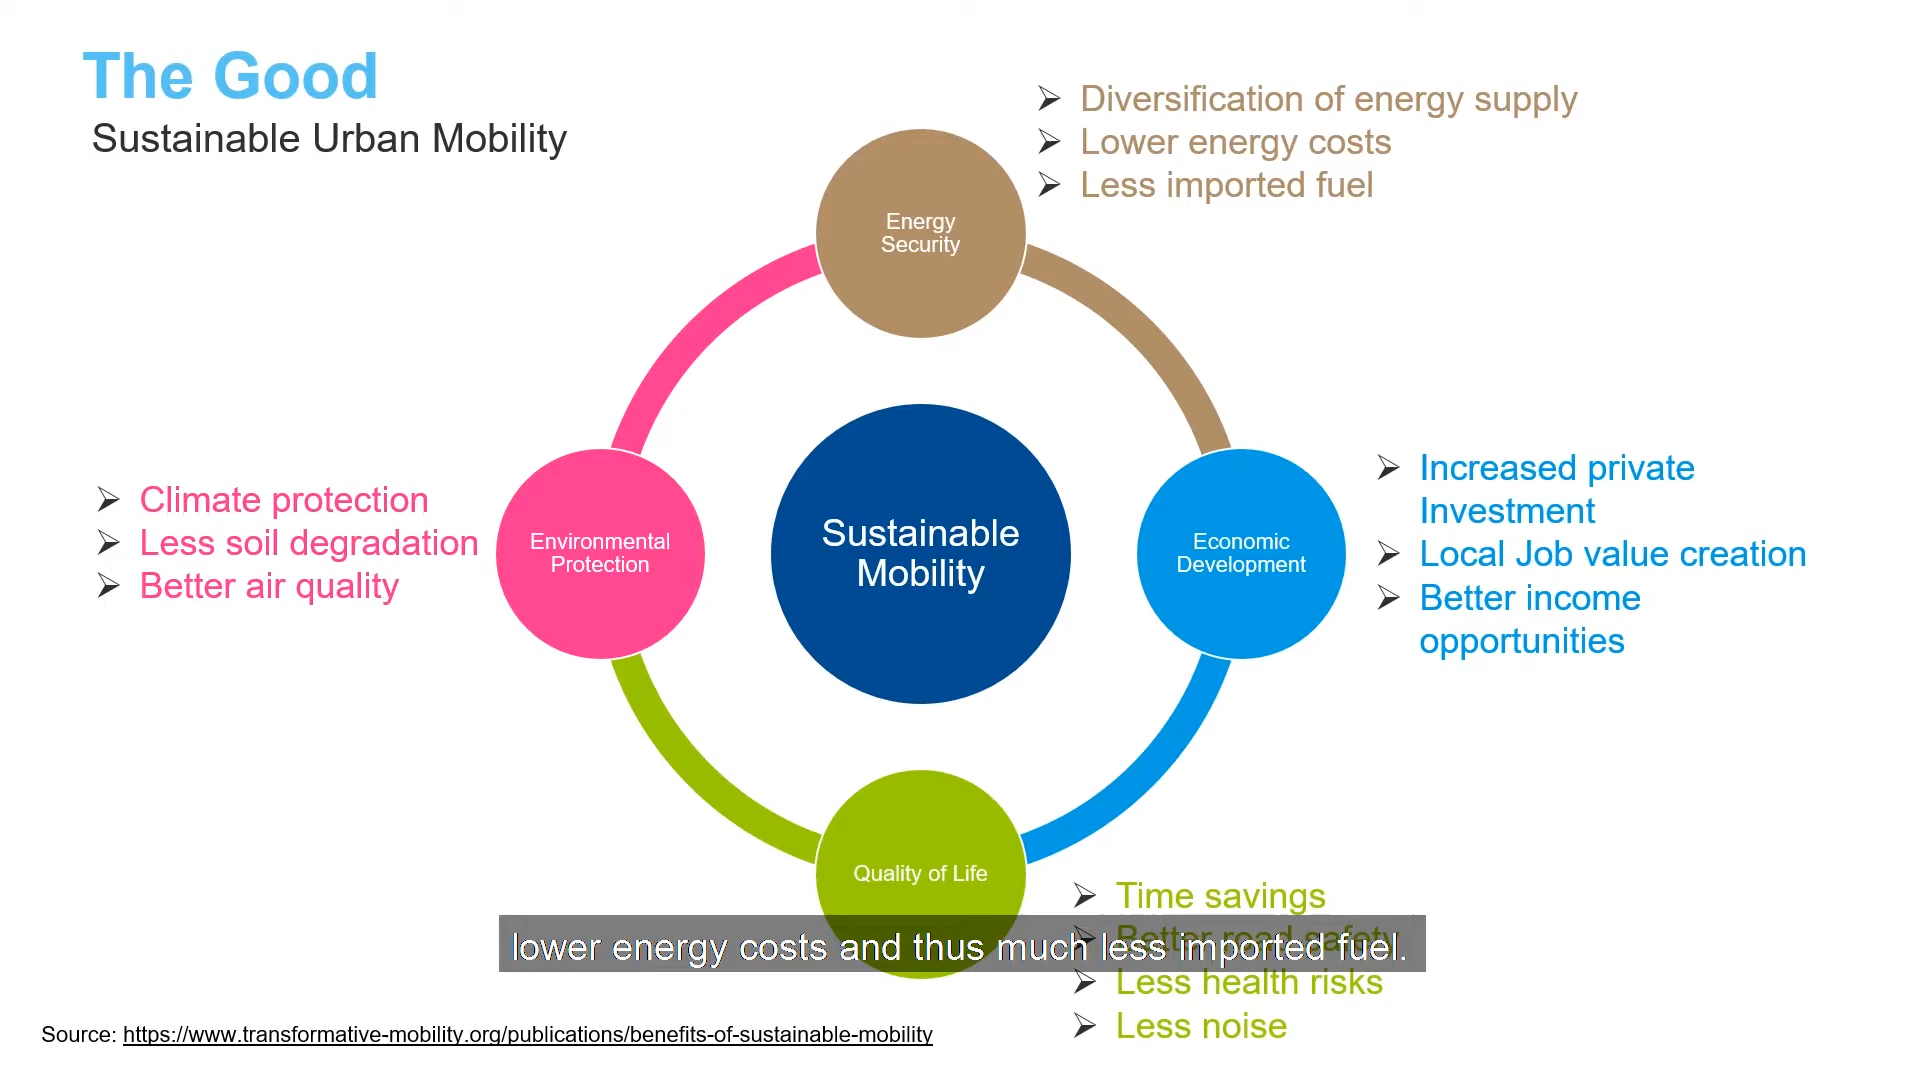 The Good
Sustainable Urban Mobility
Diversification of energy supply
Lower energy costs
Less imported fuel
Energy
Security
Climate protection
Less soil degradation
Better air quality
Environmental
Protection
Sustainable
Mobility
Economic
Development
Increased private
Investment
Local Job value creation
Better income
opportunities
Quality of Life
Time savings
Better road safety
Less health risks
Less noise
lower energy costs and thus much less imported fuel.
Source: https://www.transformative-mobility.org/publications/benefits-of-sustainable-mobility